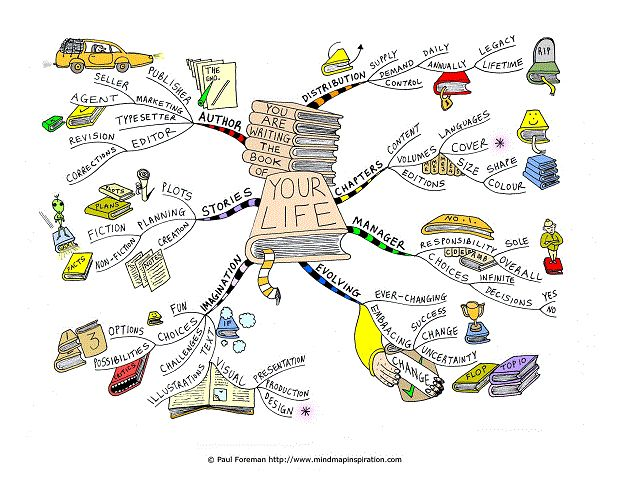 YOU
ARE
WRITING
THE
BOOK
OF
YOUR
LIFE
DISTRIBUTION
SUPPLY
DEMAND
CONTROL
DAILY
ANNUALLY
LEGACY
LIFETIME
RIP
CHAPTERS
CONTENT
VOLUMES
EDITIONS
LANGUAGES
COVER
SIZE
SHAPE
COLOUR
MANAGER
NO.1.
RESPONSIBILITY
SOLE
OVERALL
CHOICES
INFINITE
DECISIONS
YES
NO
EVOLVING
EVER-CHANGING
EMBRACING
SUCCESS
CHANGE
UNCERTAINTY
CHANGE
FLOP
TOP 10
IMAGINATION
FUN
CHOICES
OPTIONS
POSSIBILITIES
3
CRITICS
CHALLENGES
ILLUSTRATIONS
TEXT
IF
VISUAL
PRESENTATION
PRODUCTION
DESIGN
STORIES
PLOTS
PLANNING
CREATION
FICTION
NON-FICTION
PLANS
FACTS
NOTES
AUTHOR
PUBLISHER
MARKETING
SELLER
AGENT
TYPESETTER
EDITOR
REVISION
CORRECTIONS
THE
END.
© Paul Foreman http://www.mindmapinspiration.com